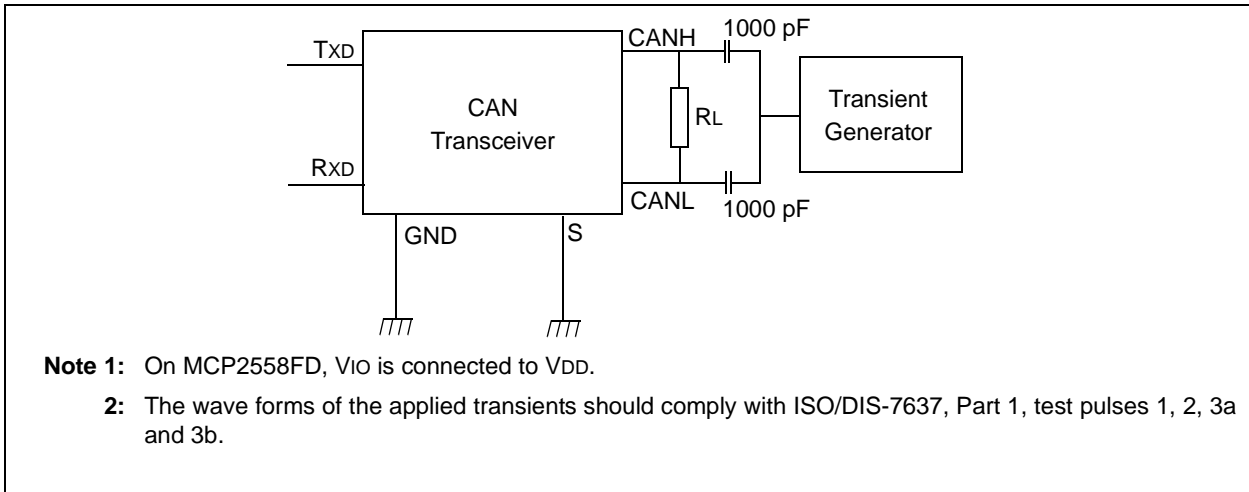 CANH
1000 pF
TXD
CAN
Transceiver
RL
Transient
Generator
RXD
CANL
1000 pF
GND
S
Note 1: On MCP2558FD, VIO is connected to VDD.
2: The wave forms of the applied transients should comply with ISO/DIS-7637, Part 1, test pulses 1, 2, 3a
and 3b.